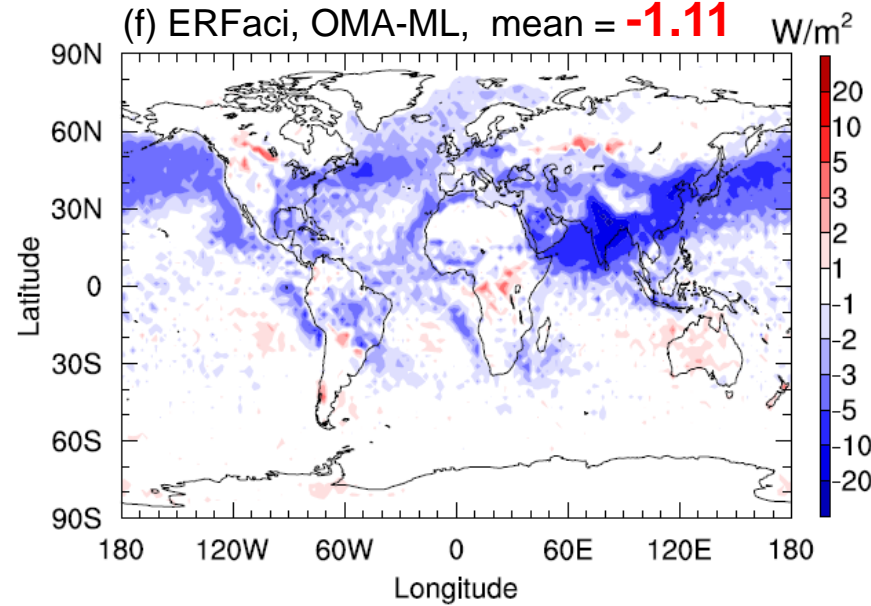 (f) ERFaci, OMA-ML, mean = -1.11
W/m²
90N
60N
30N
0
30S
60S
90S
Latitude
180
120W
60W
0
60E
120E
180
Longitude
20
10
5
3
2
1
-1
-2
-3
-5
-10
-20